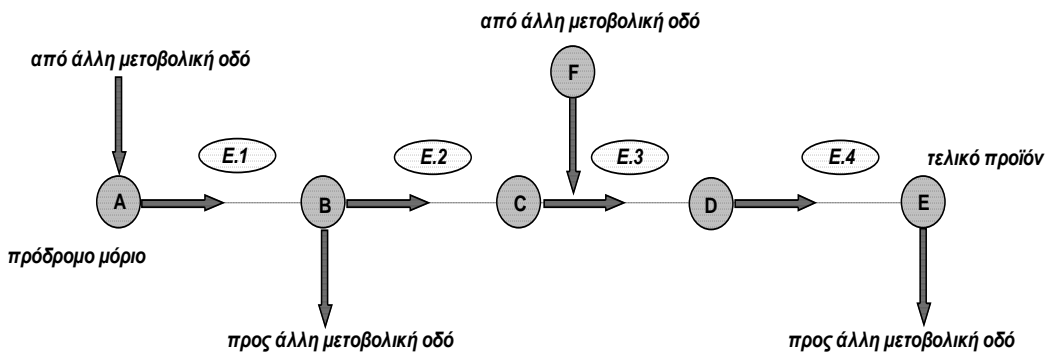 από άλλη μετοβολική οδό
από άλλη μετοβολική οδό
F
E.1
E.2
E.3
E.4
τελικό προϊόν
A
B
C
D
E
πρόδρομο μόριο
προς άλλη μετοβολική οδό
προς άλλη μετοβολική οδό